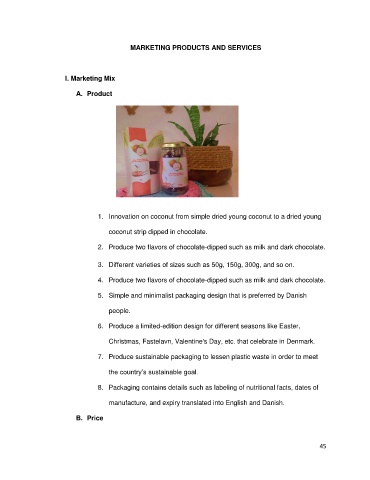 MARKETING PRODUCTS AND SERVICES
I. Marketing Mix
A. Product
1. Innovation on coconut from simple dried young coconut to a dried young
coconut strip dipped in chocolate.
2. Produce two flavors of chocolate-dipped such as milk and dark chocolate.
3. Different varieties of sizes such as 50g, 150g, 300g, and so on.
4. Produce two flavors of chocolate-dipped such as milk and dark chocolate.
5. Simple and minimalist packaging design that is preferred by Danish
people.
6. Produce a limited-edition design for different seasons like Easter,
Christmas, Fastelavn, Valentine's Day, etc. that celebrate in Denmark.
7. Produce sustainable packaging to lessen plastic waste in order to meet
the country's sustainable goal.
8. Packaging contains details such as labeling of nutritional facts, dates of
manufacture, and expiry translated into English and Danish.
B. Price
45